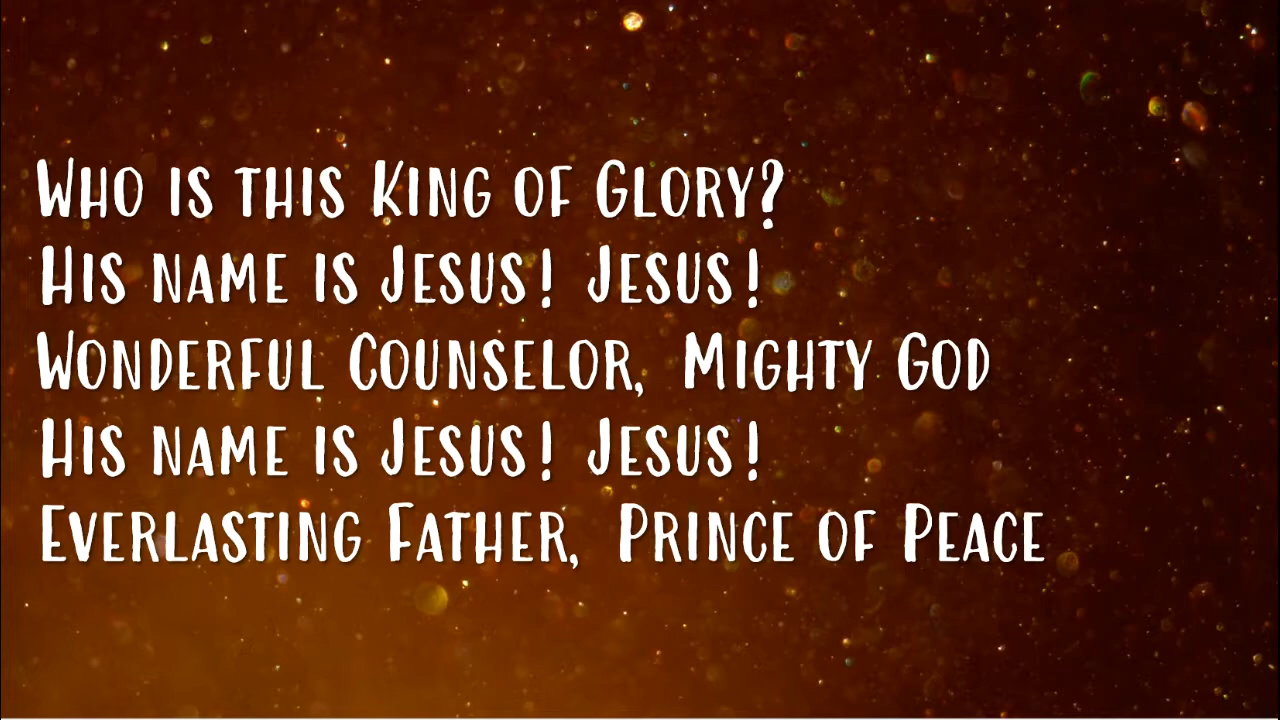 Who is this King of Glory?
His name is Jesus! Jesus!
Wonderful Counselor, Mighty God
His name is Jesus! Jesus!
Everlasting Father, Prince of Peace